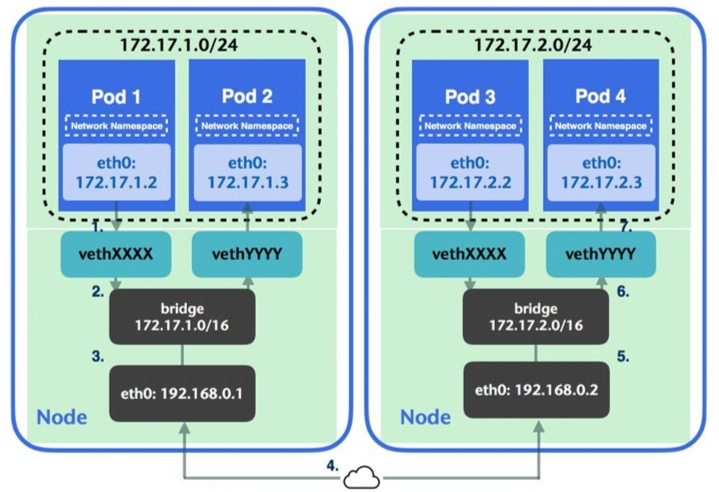 172.17.1.0/24
Pod 1
Network Namespace
eth0:
172.17.1.2
Pod 2
Network Namespace
eth0:
172.17.1.3
1.
vethXXXX
vethYYYY
2.
bridge
172.17.1.0/16
3.
eth0: 192.168.0.1
Node
172.17.2.0/24
Pod 3
Network Namespace
eth0:
172.17.2.2
Pod 4
Network Namespace
eth0:
172.17.2.3
7.
vethXXXX
vethYYYY
6.
bridge
172.17.2.0/16
5.
eth0: 192.168.0.2
Node
4.